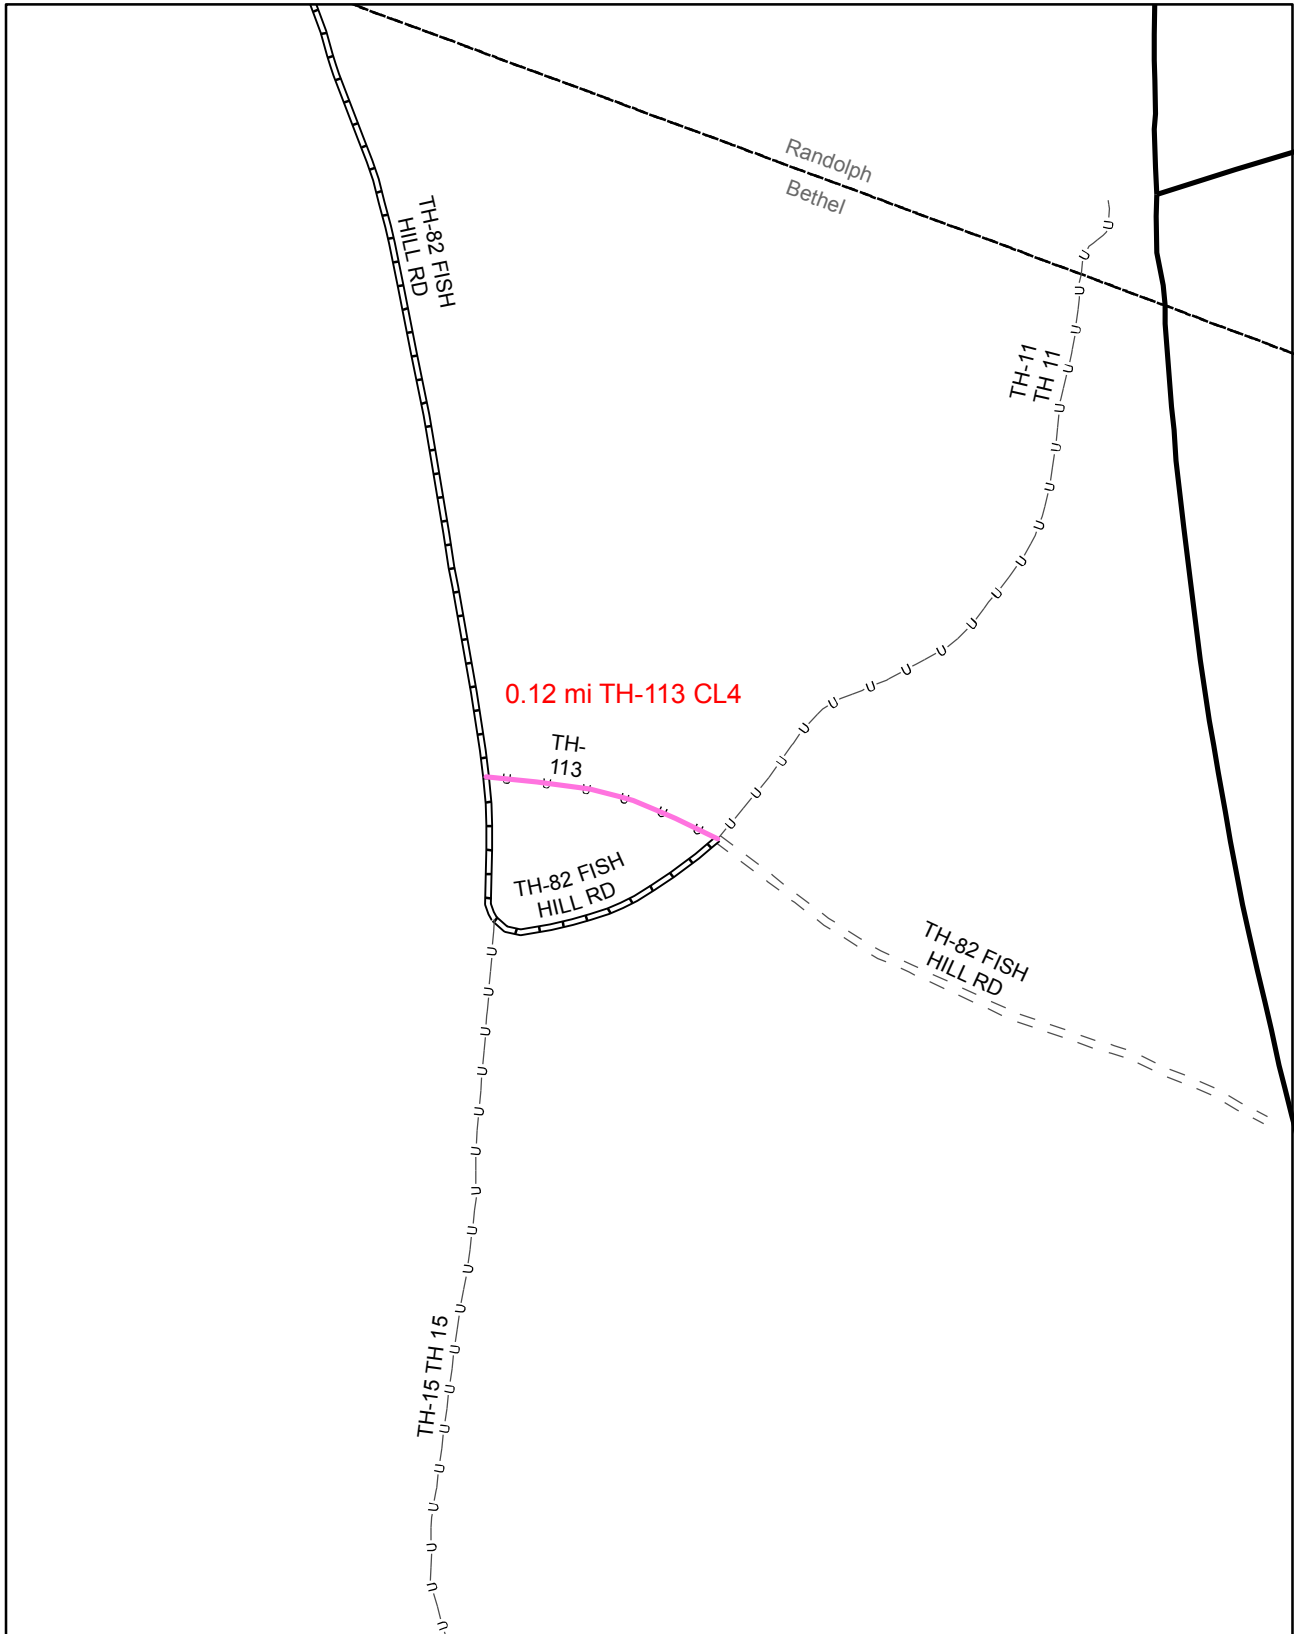 Randolph
Bethel
TH-82 FISH
HILL RD
TH-11
TH 11
0.12 mi TH-113 CL4
TH-
113
TH-82 FISH
HILL RD
TH-82 FISH
HILL RD
TH-15 TH 15